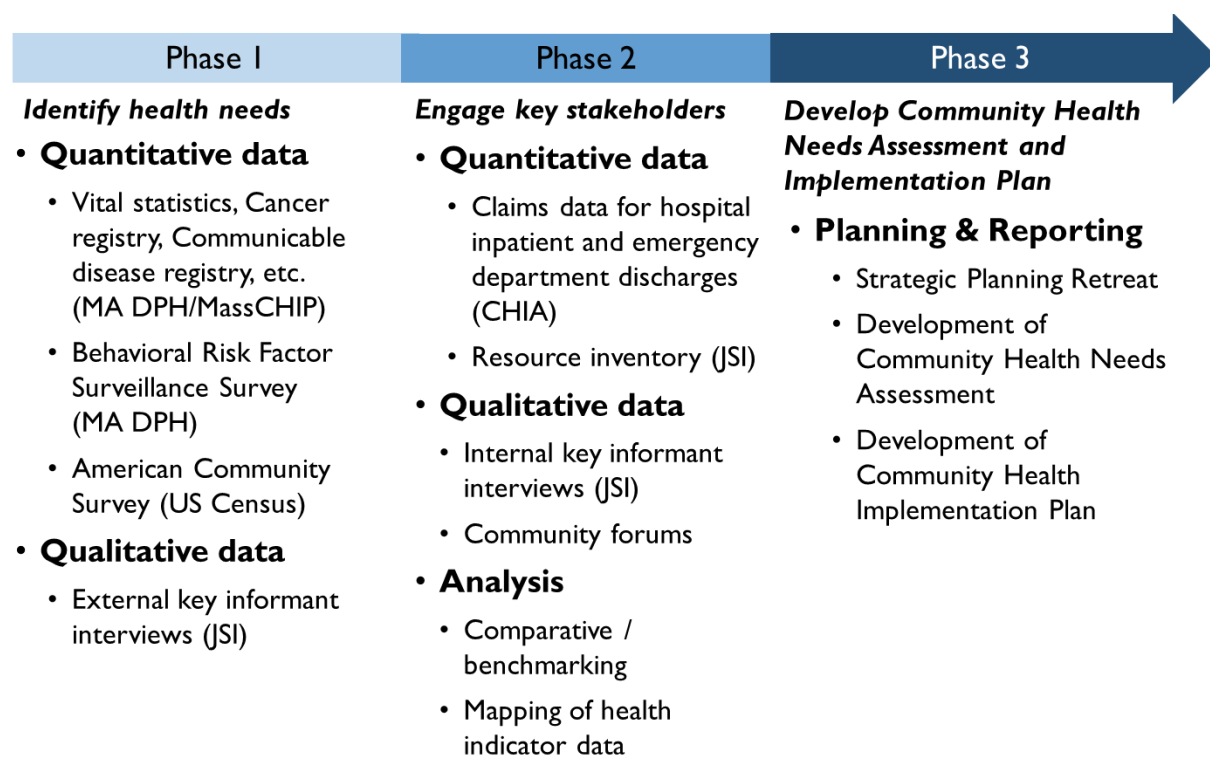 Phase 1
Phase 2
Phase 3
Identify health needs
• Quantitative data
• Vital statistics, Cancer
registry, Communicable
disease registry, etc.
(MA DPH/MassCHIP)
• Behavioral Risk Factor
Surveillance Survey
(MA DPH)
• American Community
Survey (US Census)
• Qualitative data
• External key informant
interviews (JSI)
Engage key stakeholders
• Quantitative data
• Claims data for hospital
inpatient and emergency
department discharges
(CHIA)
• Resource inventory (JSI)
• Qualitative data
• Internal key informant
interviews (JSI)
• Community forums
• Analysis
• Comparative /
benchmarking
• Mapping of health
indicator data
Develop Community Health
Needs Assessment and
Implementation Plan
• Planning & Reporting
• Strategic Planning Retreat
• Development of
Community Health Needs
Assessment
• Development of
Community Health
Implementation Plan